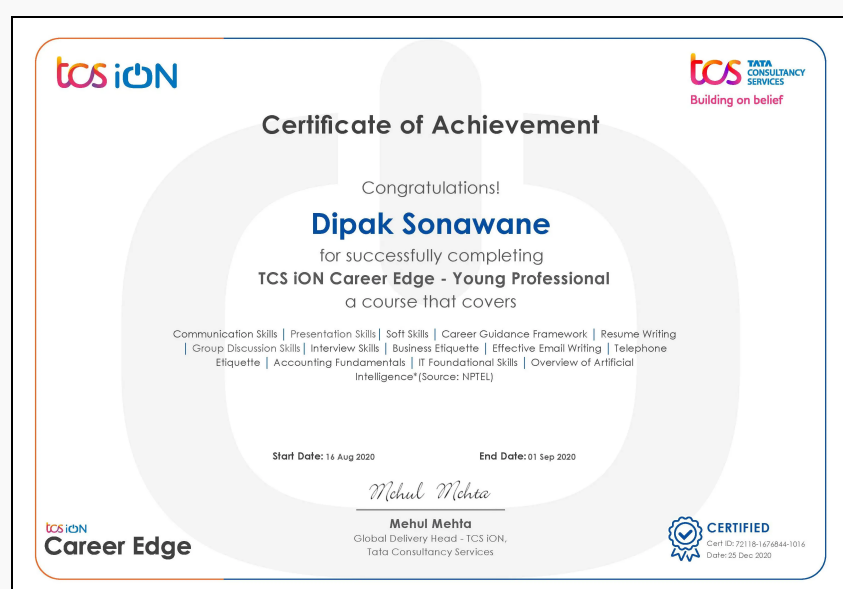 tcs iON
tcs TATA
CONSULTANCY
SERVICES
Building on belief
Certificate of Achievement
Congratulations!
Dipak Sonawane
for successfully completing
TCS iON Career Edge - Young Professional
a course that covers
Communication Skills | Presentation Skills | Soft Skills | Career Guidance Framework | Resume Writing
| Group Discussion Skills | Interview Skills | Business Etiquette | Effective Email Writing | Telephone
Etiquette | Accounting Fundamentals | IT Foundational Skills | Overview of Artificial
Intelligence*(Source: NPTEL)
Start Date: 16 Aug 2020 End Date: 01 Sep 2020
Mehul Mehta
Mehul Mehta
Global Delivery Head - TCS iON,
Tata Consultancy Services
tcs iON
Career Edge
CERTIFIED
Cert ID: 72118-1676844-1016
Date: 25 Dec 2020